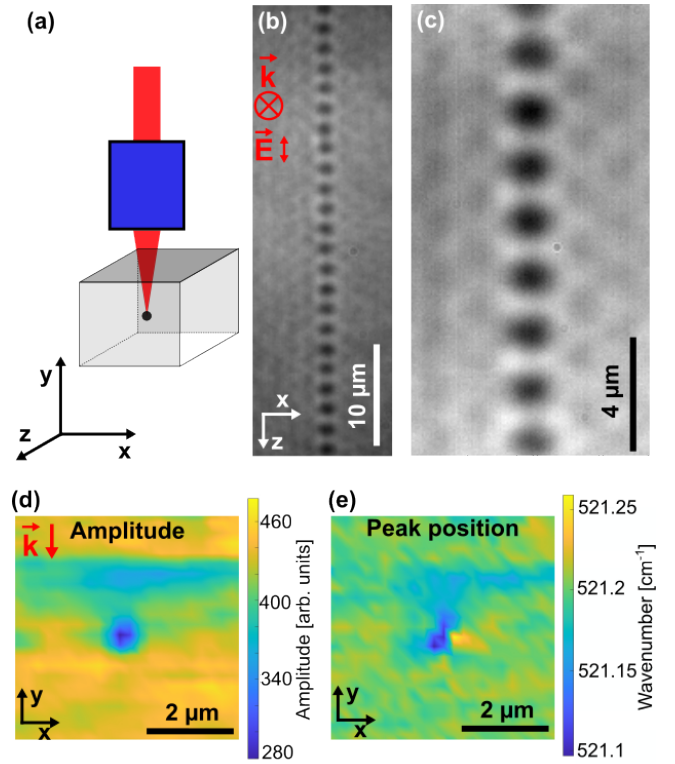 (a)
y
z
x
(b)
k
E
x
z
10 µm
(c)
4 µm
(d)
k
Amplitude
y
x
2 µm
460
400
340
280
Amplitude [arb. units]
(e)
Peak position
y
x
2 µm
521.25
521.2
521.15
521.1
Wavenumber [cm⁻¹]